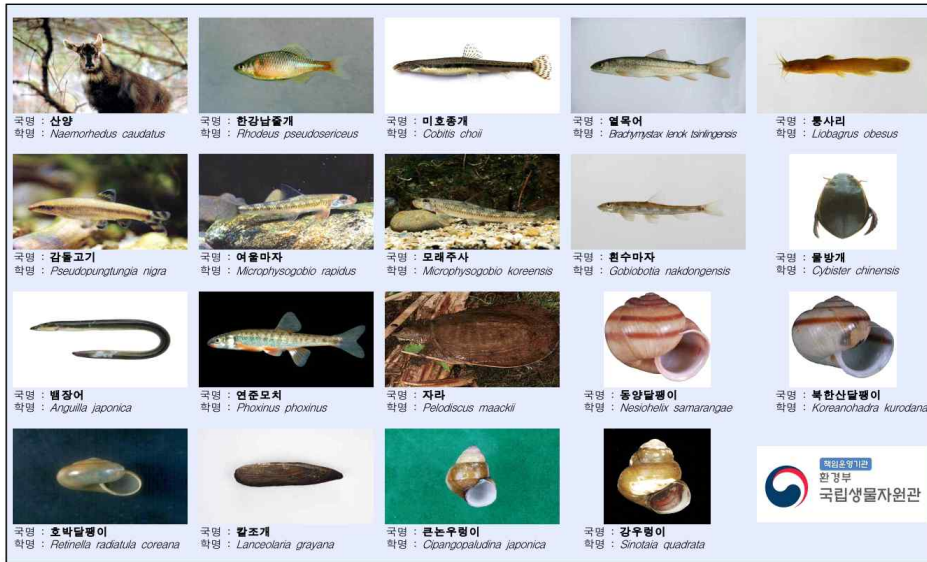 국명 : 산양
학명 : Naemorhedus caudatus
국명 : 한강납줄개
학명 : Rhodeus pseudosericeus
국명 : 미호종개
학명 : Cobitis choii
국명 : 열목어
학명 : Brachymystax lenok tsinlingensis
국명 : 퉁사리
학명 : Liobagrus obesus
국명 : 감돌고기
학명 : Pseudopungtungia nigra
국명 : 여울마자
학명 : Microphysogobio rapidus
국명 : 모래주사
학명 : Microphysogobio koreensis
국명 : 흰수마자
학명 : Gobiobotia nakdongensis
국명 : 물방개
학명 : Cybister chinensis
국명 : 뱀장어
학명 : Anguilla japonica
국명 : 연준모치
학명 : Phoxinus phoxinus
국명 : 자라
학명 : Pelodiscus maackii
국명 : 동양달팽이
학명 : Nesiohelix samarangae
국명 : 북한산달팽이
학명 : Koreanohadra kurodana
국명 : 호박달팽이
학명 : Retinella radiatula coreana
국명 : 칼조개
학명 : Lanceolaria grayana
국명 : 큰논우렁이
학명 : Cipangopaludina japonica
국명 : 강우렁이
학명 : Sinotaia quadrata
책임운영기관
환경부
국립생물자원관